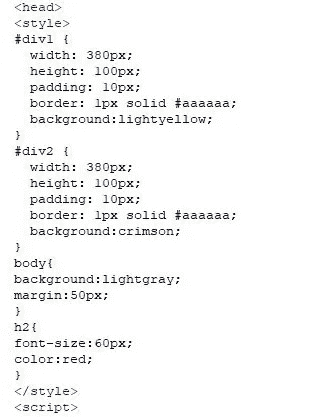 <head>
<style>
#div1 {
  width: 380px;
  height: 100px;
  padding: 10px;
  border: 1px solid #aaaaaa;
  background:lightyellow;
}
#div2 {
  width: 380px;
  height: 100px;
  padding: 10px;
  border: 1px solid #aaaaaa;
  background:crimson;
}
body{
background:lightgray;
margin:50px;
}
h2{
font-size:60px;
color:red;
}
</style>
<script>